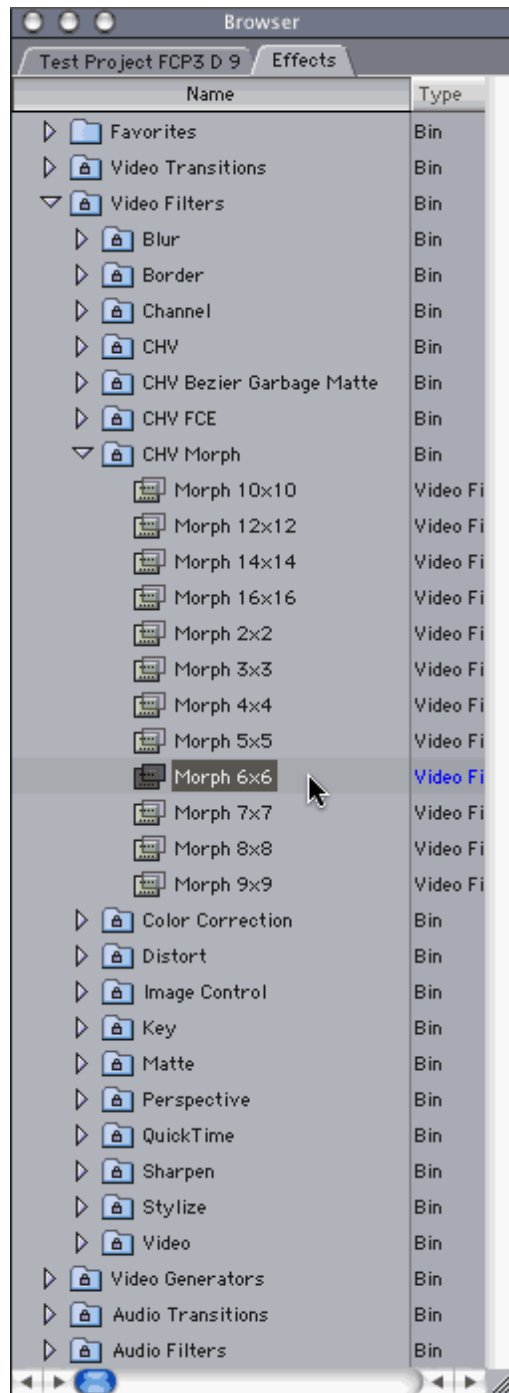 Browser
Test Project FCP3 D 9 Effects
Name Type
Favorites Bin
Video Transitions Bin
Video Filters Bin
Blur Bin
Border Bin
Channel Bin
CHV Bin
CHV Bezier Garbage Matte Bin
CHV FCE Bin
CHV Morph Bin
Morph 10x10 Video Fi
Morph 12x12 Video Fi
Morph 14x14 Video Fi
Morph 16x16 Video Fi
Morph 2x2 Video Fi
Morph 3x3 Video Fi
Morph 4x4 Video Fi
Morph 5x5 Video Fi
Morph 6x6 Video Fi
Morph 7x7 Video Fi
Morph 8x8 Video Fi
Morph 9x9 Video Fi
Color Correction Bin
Distort Bin
Image Control Bin
Key Bin
Matte Bin
Perspective Bin
QuickTime Bin
Sharpen Bin
Stylize Bin
Video Bin
Video Generators Bin
Audio Transitions Bin
Audio Filters Bin